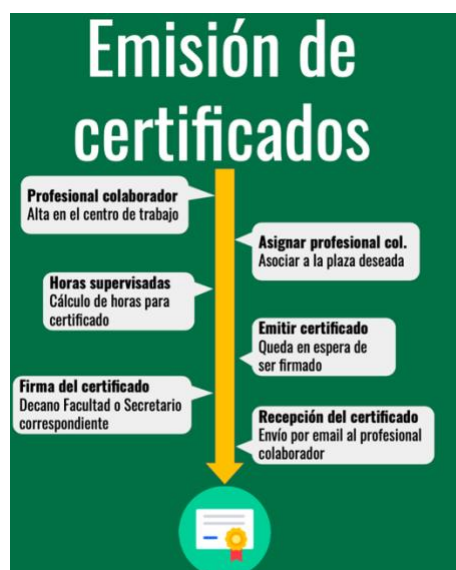 Emisión de
certificados
Profesional colaborador
Alta en el centro de trabajo
Asignar profesional col.
Asociar a la plaza deseada
Horas supervisadas
Cálculo de horas para
certificado
Emitir certificado
Queda en espera de
ser firmado
Firma del certificado
Decano Facultad o Secretario
correspondiente
Recepción del certificado
Envío por email al profesional
colaborador